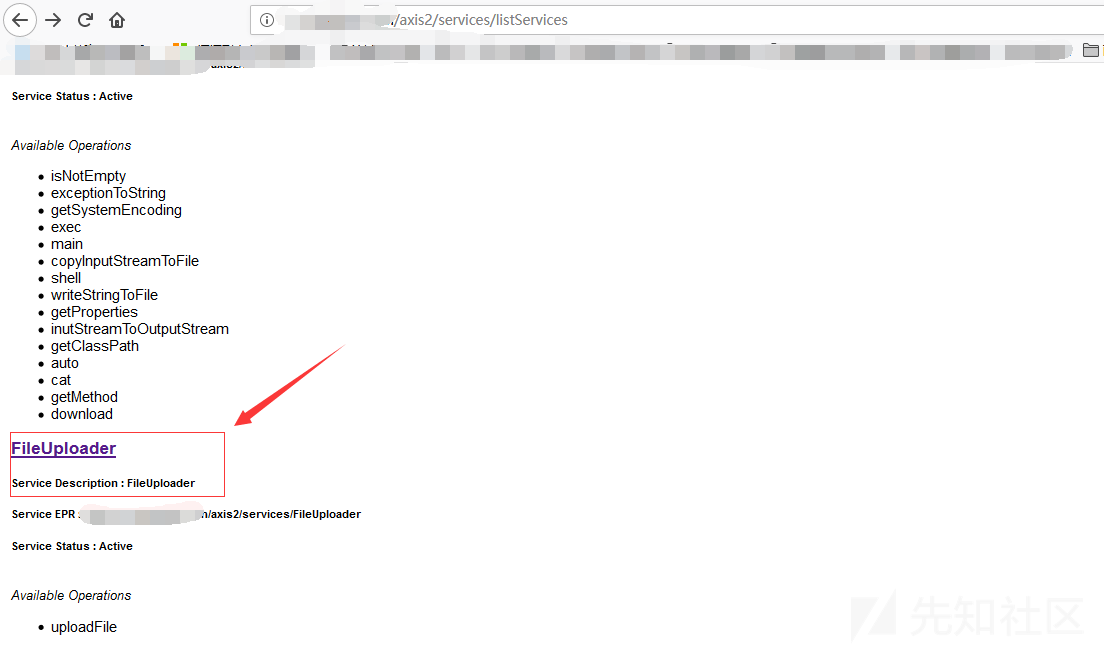 /axis2/services/listServices
Service Status : Active
Available Operations
isNotEmpty
exceptionToString
getSystemEncoding
exec
main
copyInputStreamToFile
shell
writeStringToFile
getProperties
inutStreamToOutputStream
getClassPath
auto
cat
getMethod
download
FileUploader
Service Description : FileUploader
Service EPR : /axis2/services/FileUploader
Service Status : Active
Available Operations
uploadFile
先知社区